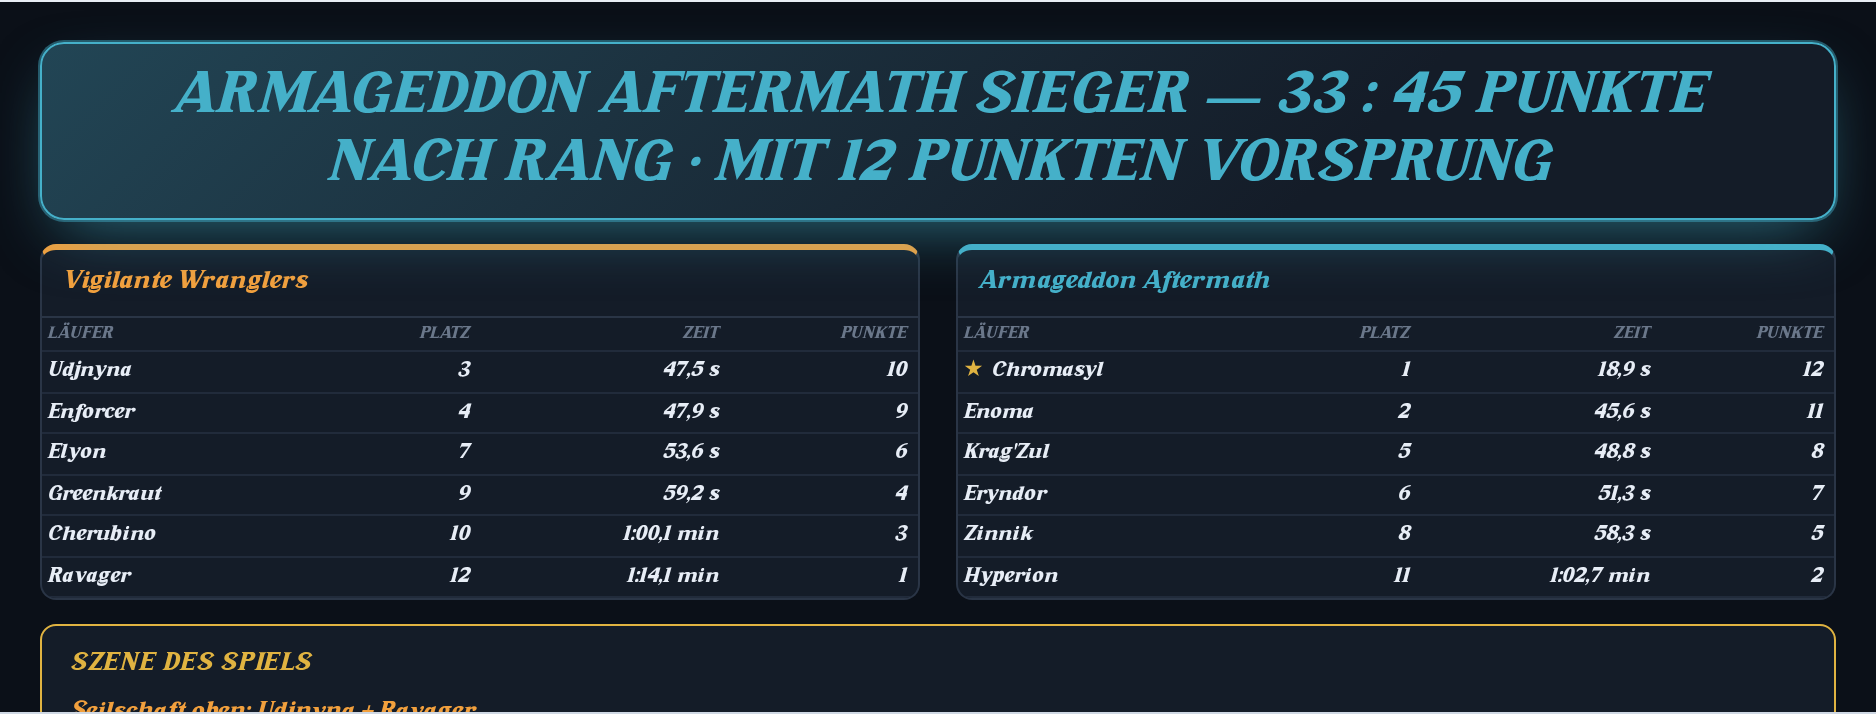 ARMAGEDDON AFTERMATH SIEGER — 33 : 45 PUNKTE
NACH RANG · MIT 12 PUNKTEN VORSPRUNG
Vigilante Wranglers
LÄUFER PLATZ ZEIT PUNKTE
Udjnyna 3 47,5 s 10
Enforcer 4 47,9 s 9
Elyon 7 53,6 s 6
Greenkraut 9 59,2 s 4
Cherubino 10 1:00,1 min 3
Ravager 12 1:14,1 min 1
Armageddon Aftermath
LÄUFER PLATZ ZEIT PUNKTE
★ Chromasyl 1 18,9 s 12
Enoma 2 45,6 s 11
Krag'Zul 5 48,8 s 8
Eryndor 6 51,3 s 7
Zinnik 8 58,3 s 5
Hyperion 11 1:02,7 min 2
SZENE DES SPIELS
Seilschaft oben: Udjnyna + Ravager